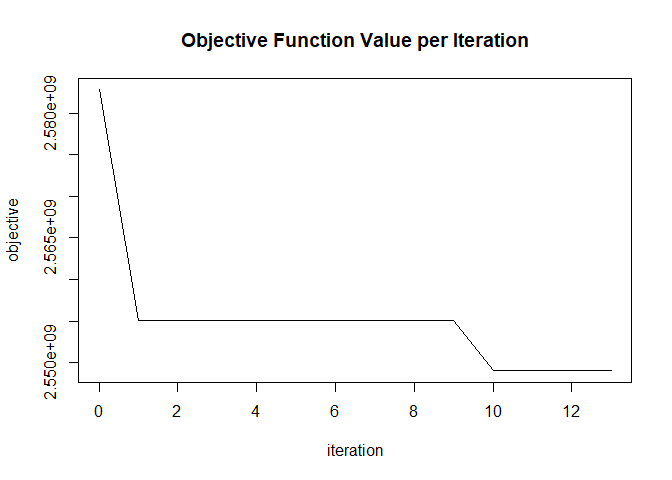 Objective Function Value per Iteration
objective
2.580e+09
2.565e+09
2.550e+09
0 2 4 6 8 10 12
iteration